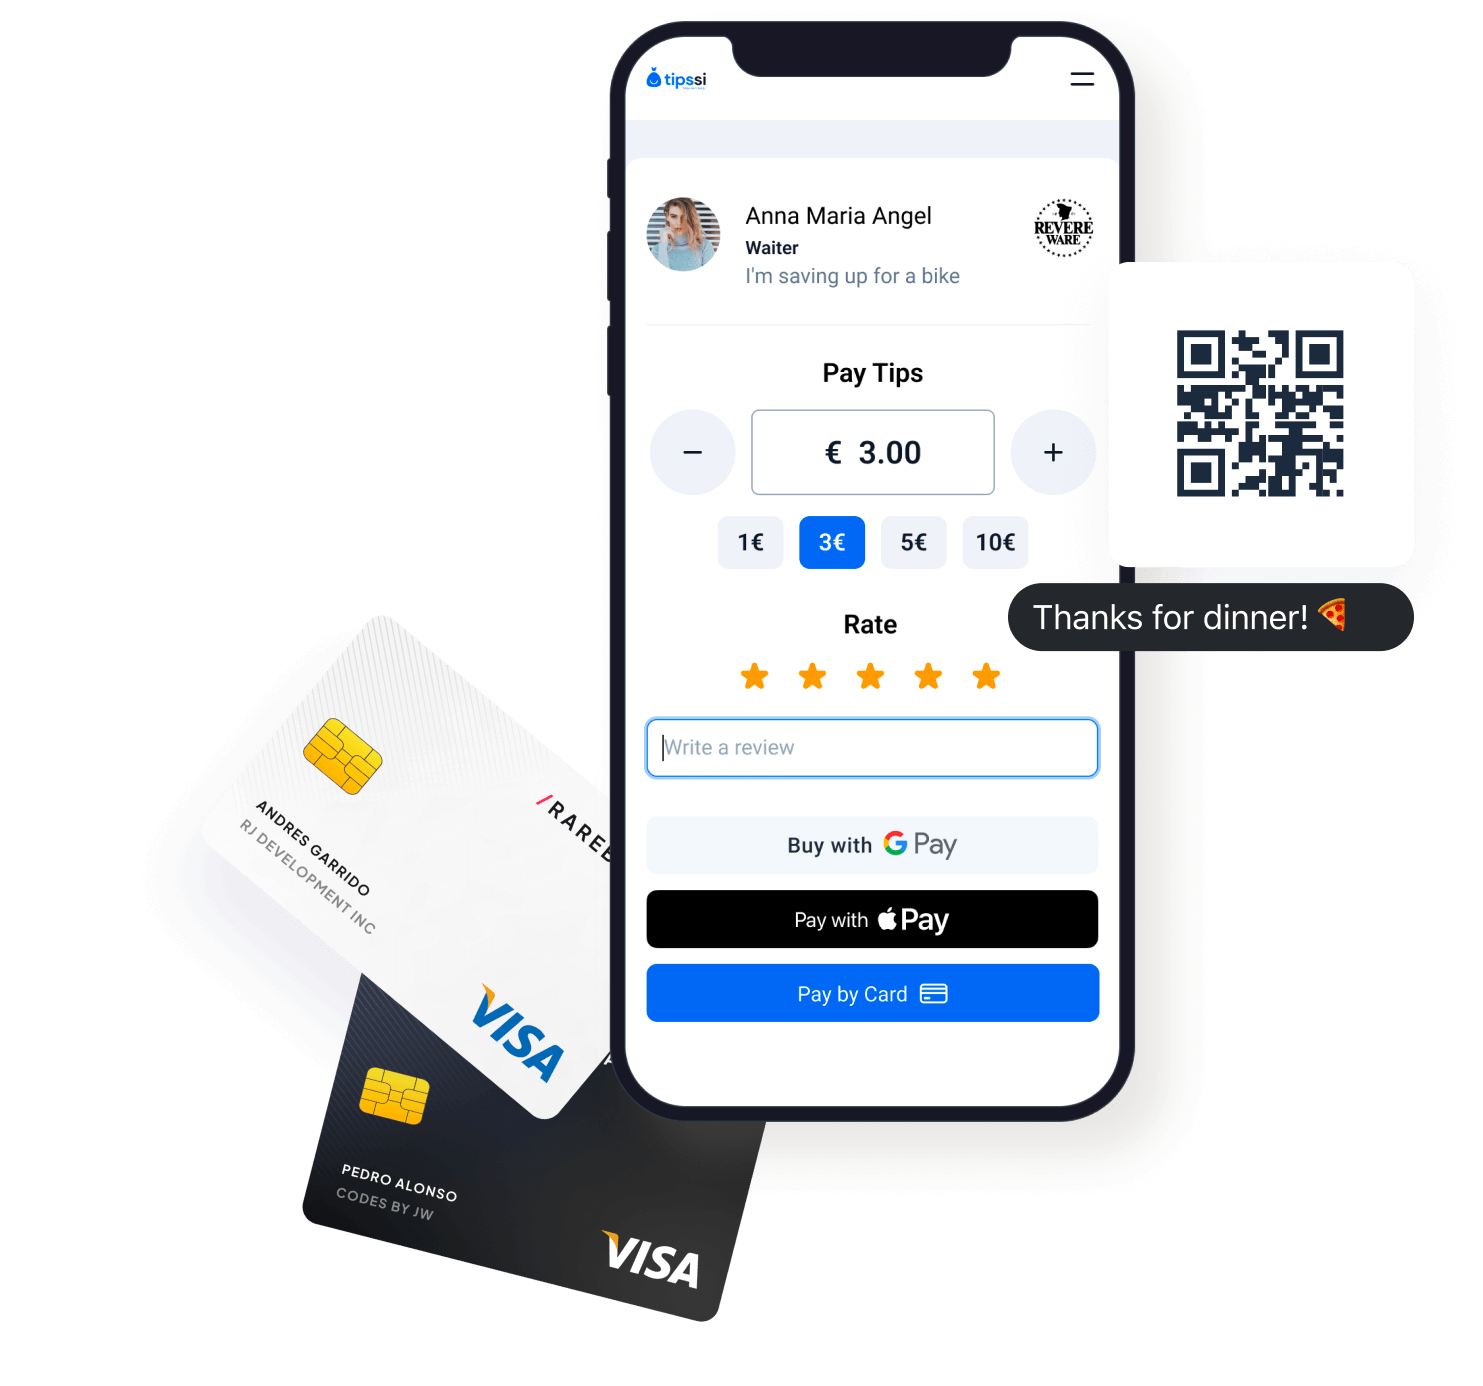 tipssi
Anna Maria Angel
Waiter
I'm saving up for a bike
REVERE
WARE
Pay Tips
− € 3.00 +
1€ 3€ 5€ 10€
Thanks for dinner! 🍕
Rate
Write a review
Buy with G Pay
Pay with Pay
Pay by Card
/RAREB
ANDRES GARRIDO
RJ DEVELOPMENT INC
VISA
PEDRO ALONSO
CODES BY JW
VISA